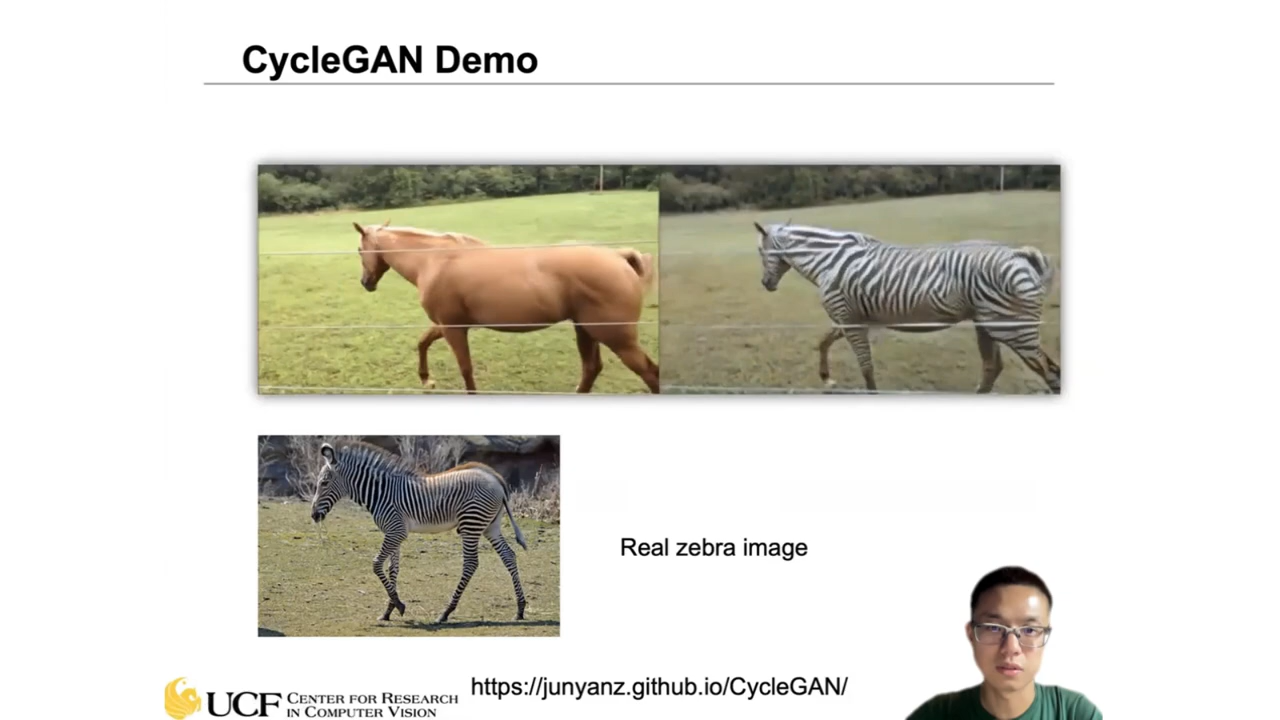 CycleGAN Demo
Real zebra image
https://junyanz.github.io/CycleGAN/
UCF CENTER FOR RESEARCH
IN COMPUTER VISION